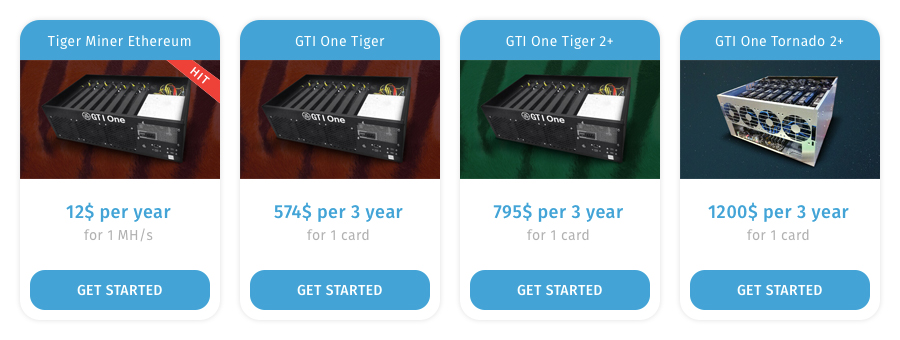 Tiger Miner Ethereum
HIT
GTI One
12$ per year
for 1 MH/s
GET STARTED
GTI One Tiger
GTI One
574$ per 3 year
for 1 card
GET STARTED
GTI One Tiger 2+
GTI One
795$ per 3 year
for 1 card
GET STARTED
GTI One Tornado 2+
1200$ per 3 year
for 1 card
GET STARTED